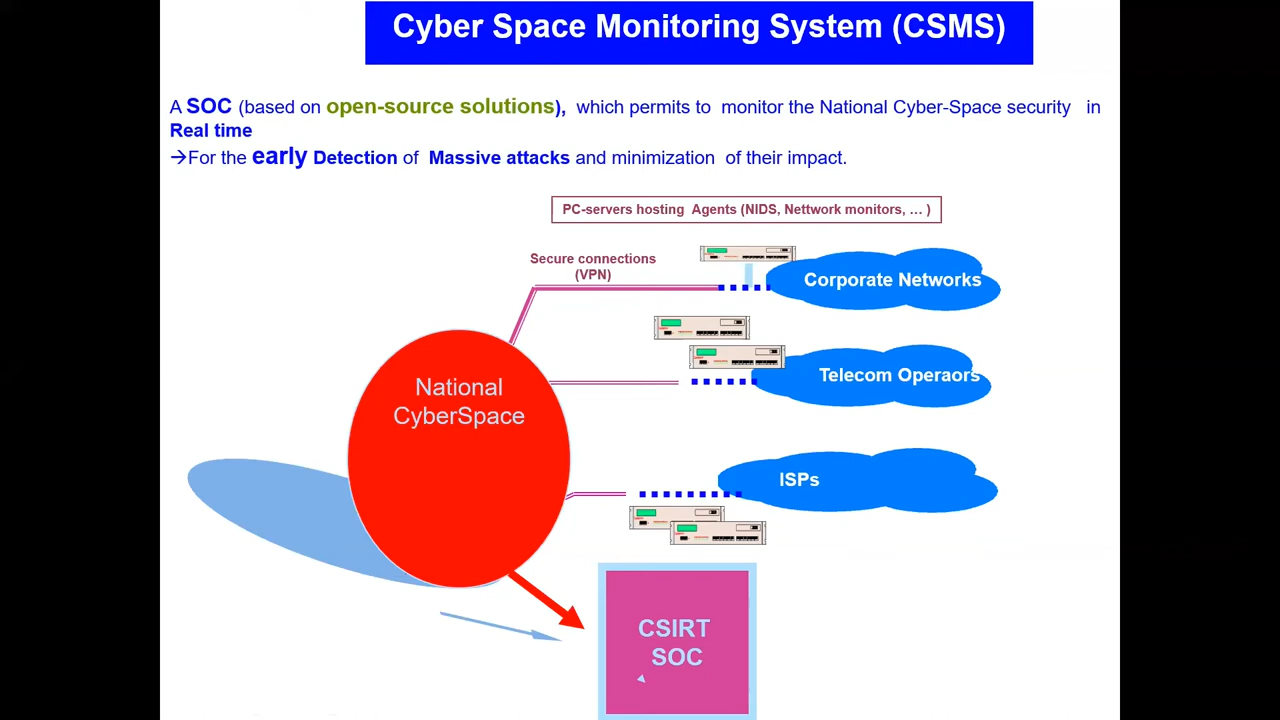 Cyber Space Monitoring System (CSMS)
A SOC (based on open-source solutions), which permits to monitor the National Cyber-Space security in
Real time
→For the early Detection of Massive attacks and minimization of their impact.
PC-servers hosting Agents (NIDS, Nettwork monitors, ... )
Secure connections
(VPN)
Corporate Networks
Telecom Operaors
National
CyberSpace
ISPs
CSIRT
SOC